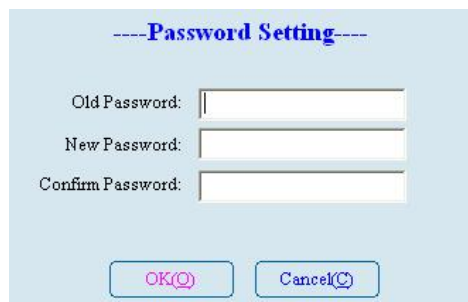 ----Password Setting----
Old Password:
New Password:
Confirm Password:
OK(O) Cancel(C)